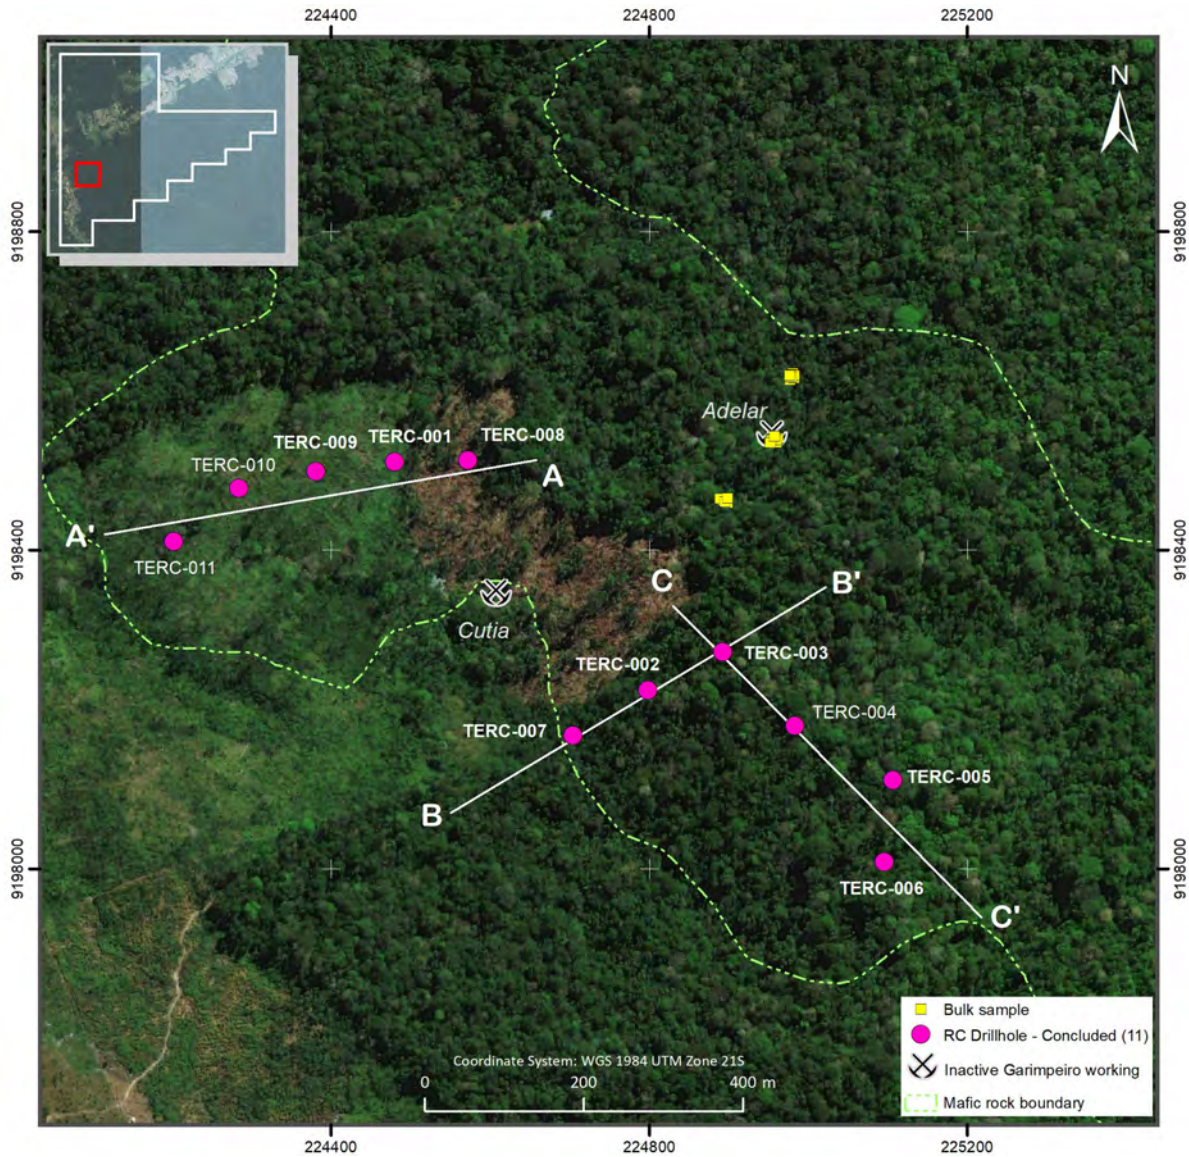 224400
224800
225200
N
9198800
9198800
Adelar
TERC-009
TERC-001
TERC-008
TERC-010
A
A'
TERC-011
9198400
9198400
C
B'
Cutia
TERC-002
TERC-003
TERC-004
TERC-007
TERC-005
B
9198000
9198000
TERC-006
C'
Bulk sample
RC Drillhole - Concluded (11)
Inactive Garimpeiro working
Mafic rock boundary
Coordinate System: WGS 1984 UTM Zone 21S
0 200 400 m
224400
224800
225200